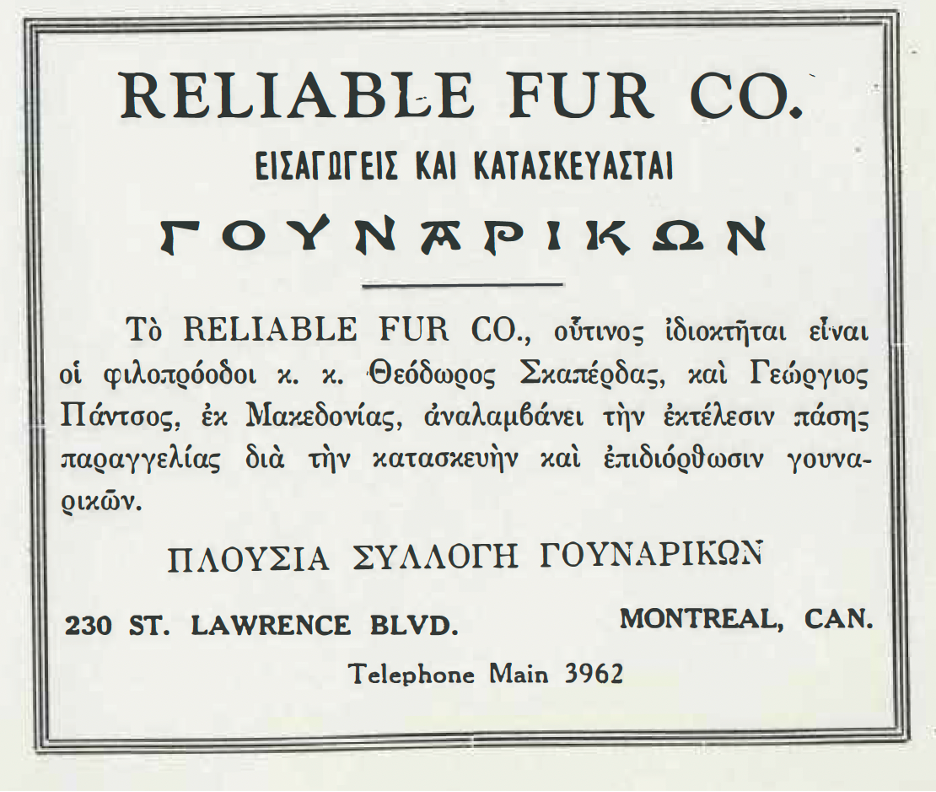 RELIABLE FUR CO.
ΕΙΣΑΓΩΓΕΙΣ ΚΑΙ ΚΑΤΑΣΚΕΥΑΣΤΑΙ
ΓΟΥΝΑΡΙΚΩΝ
Τὸ RELIABLE FUR CO., οὗτινος ἰδιοκτῆται εἶναι
οἱ φιλοπρόοδοι κ. κ. Θεόδωρος Σκαπέρδας, καὶ Γεώργιος
Πάντσος, ἐκ Μακεδονίας, ἀναλαμβάνει τὴν ἐκτέλεσιν πάσης
παραγγελίας διὰ τὴν κατασκευὴν καὶ ἐπιδιόρθωσιν γουνα-
ρικῶν.
ΠΛΟΥΣΙΑ ΣΥΛΛΟΓΗ ΓΟΥΝΑΡΙΚΩΝ
230 ST. LAWRENCE BLVD. MONTREAL, CAN.
Telephone Main 3962